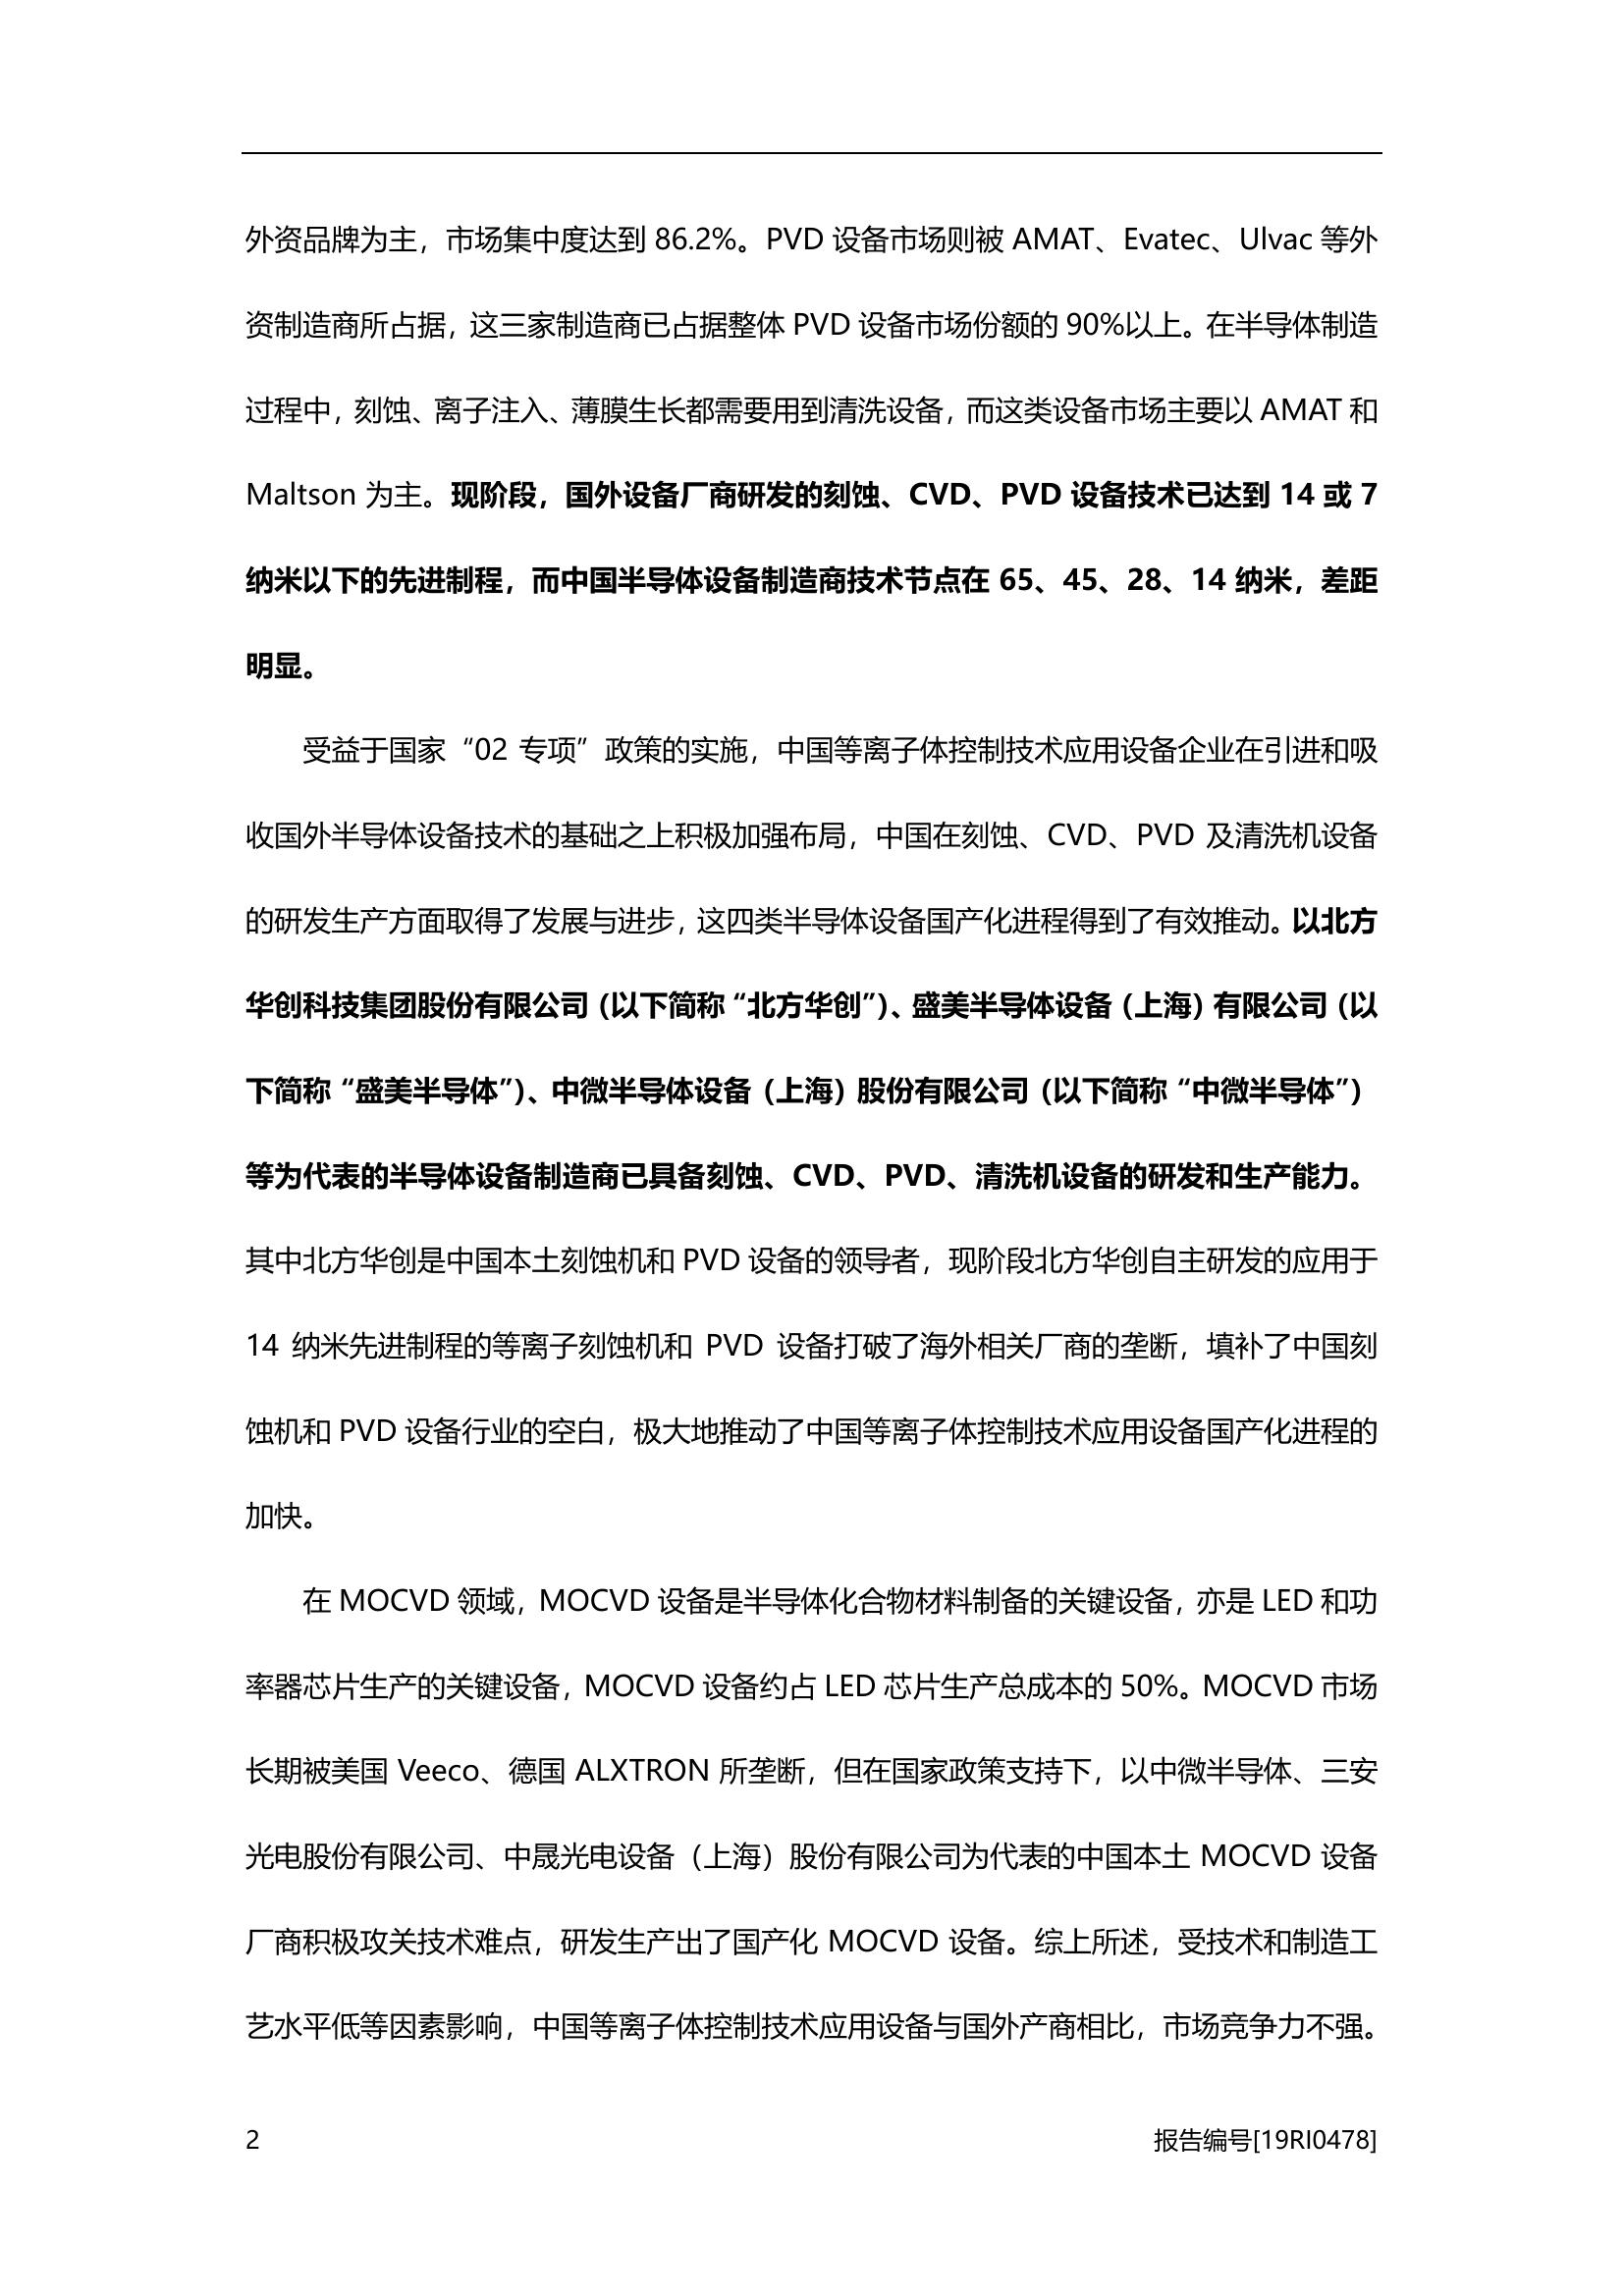 外资品牌为主，市场集中度达到 86.2%。PVD 设备市场则被 AMAT、Evatec、Ulvac 等外
资制造商所占据，这三家制造商已占据整体 PVD 设备市场份额的 90%以上。在半导体制造
过程中，刻蚀、离子注入、薄膜生长都需要用到清洗设备，而这类设备市场主要以 AMAT 和
Maltson 为主。现阶段，国外设备厂商研发的刻蚀、CVD、PVD 设备技术已达到 14 或 7
纳米以下的先进制程，而中国半导体设备制造商技术节点在 65、45、28、14 纳米，差距
明显。
受益于国家“02 专项”政策的实施，中国等离子体控制技术应用设备企业在引进和吸
收国外半导体设备技术的基础之上积极加强布局，中国在刻蚀、CVD、PVD 及清洗机设备
的研发生产方面取得了发展与进步，这四类半导体设备国产化进程得到了有效推动。以北方
华创科技集团股份有限公司（以下简称“北方华创”）、盛美半导体设备（上海）有限公司（以
下简称“盛美半导体”）、中微半导体设备（上海）股份有限公司（以下简称“中微半导体”）
等为代表的半导体设备制造商已具备刻蚀、CVD、PVD、清洗机设备的研发和生产能力。
其中北方华创是中国本土刻蚀机和 PVD 设备的领导者，现阶段北方华创自主研发的应用于
14 纳米先进制程的等离子刻蚀机和 PVD 设备打破了海外相关厂商的垄断，填补了中国刻
蚀机和 PVD 设备行业的空白，极大地推动了中国等离子体控制技术应用设备国产化进程的
加快。
在 MOCVD 领域，MOCVD 设备是半导体化合物材料制备的关键设备，亦是 LED 和功
率器芯片生产的关键设备，MOCVD 设备约占 LED 芯片生产总成本的 50%。MOCVD 市场
长期被美国 Veeco、德国 ALXTRON 所垄断，但在国家政策支持下，以中微半导体、三安
光电股份有限公司、中晟光电设备（上海）股份有限公司为代表的中国本土 MOCVD 设备
厂商积极攻关技术难点，研发生产出了国产化 MOCVD 设备。综上所述，受技术和制造工
艺水平低等因素影响，中国等离子体控制技术应用设备与国外产商相比，市场竞争力不强。
2
报告编号[19RI0478]